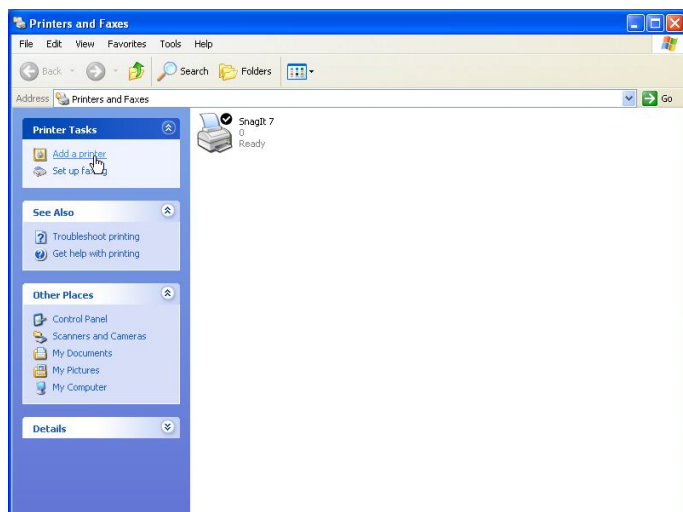 Printers and Faxes
File Edit View Favorites Tools Help
Back Search Folders
Address Printers and Faxes Go
Printer Tasks
Add a printer
Set up faxing
See Also
Troubleshoot printing
Get help with printing
Other Places
Control Panel
Scanners and Cameras
My Documents
My Pictures
My Computer
Details
SnagIt 7
0
Ready